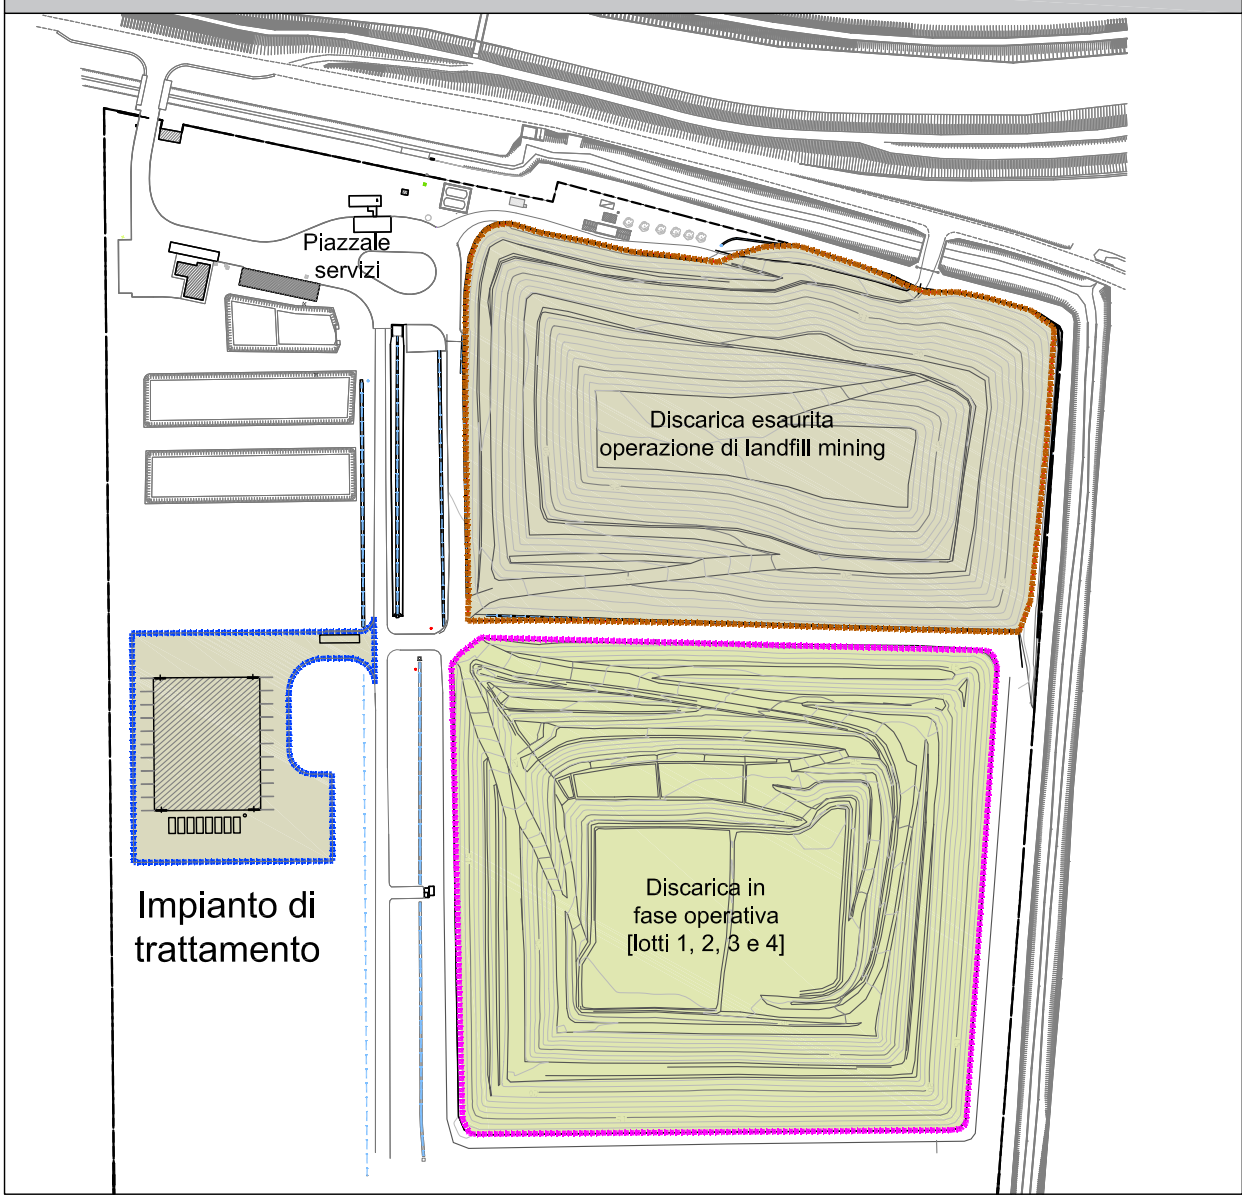 Piazzale
servizi
Discarica esaurita
operazione di landfill mining
Discarica in
fase operativa
[lotti 1, 2, 3 e 4]
Impianto di
trattamento